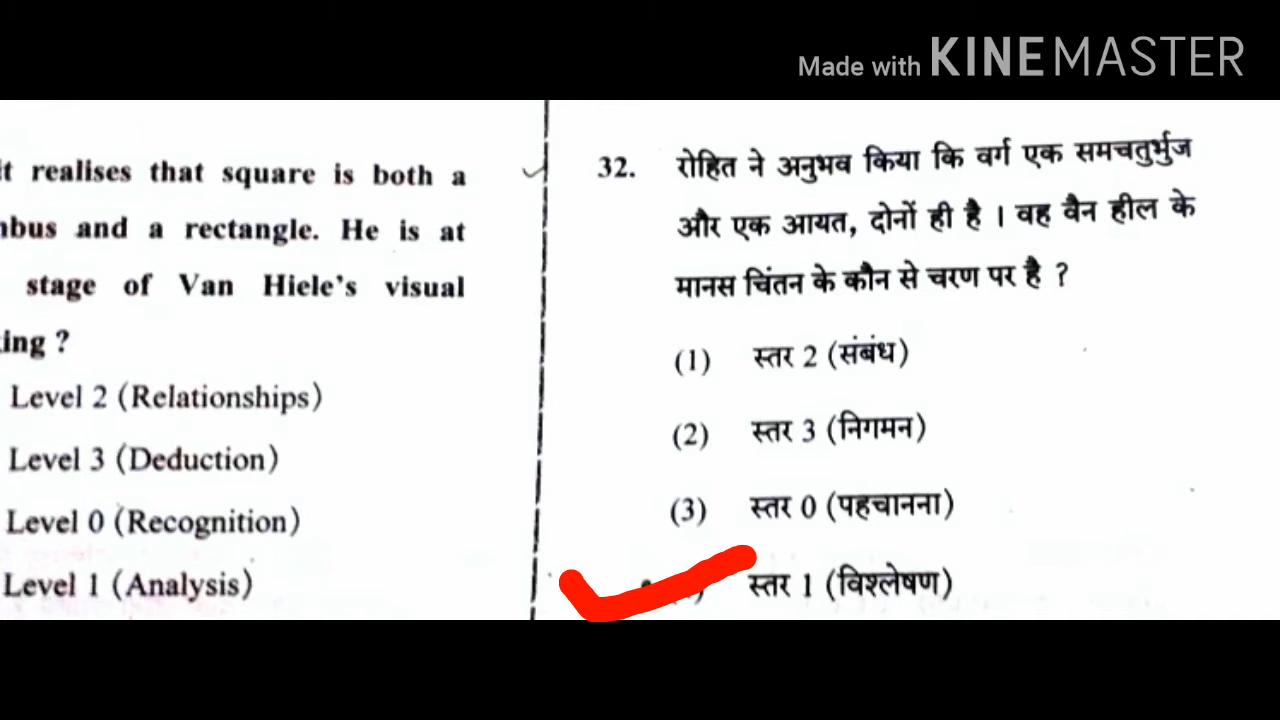 Made with KINEMASTER
it realises that square is both a
and a rectangle. He is at
stage of Van Hiele's visual
?
Level 2 (Relationships)
Level 3 (Deduction)
Level 0 (Recognition)
Level 1 (Analysis)
32. रोहित ने अनुभव किया कि वर्ग एक समचतुर्भुज
और एक आयत, दोनों ही है । वह वैन हील के
मानस चिंतन के कौन से चरण पर है ?
(1) स्तर 2 (संबंध)
(2) स्तर 3 (निगमन)
(3) स्तर 0 (पहचानना)
स्तर 1 (विश्लेषण)